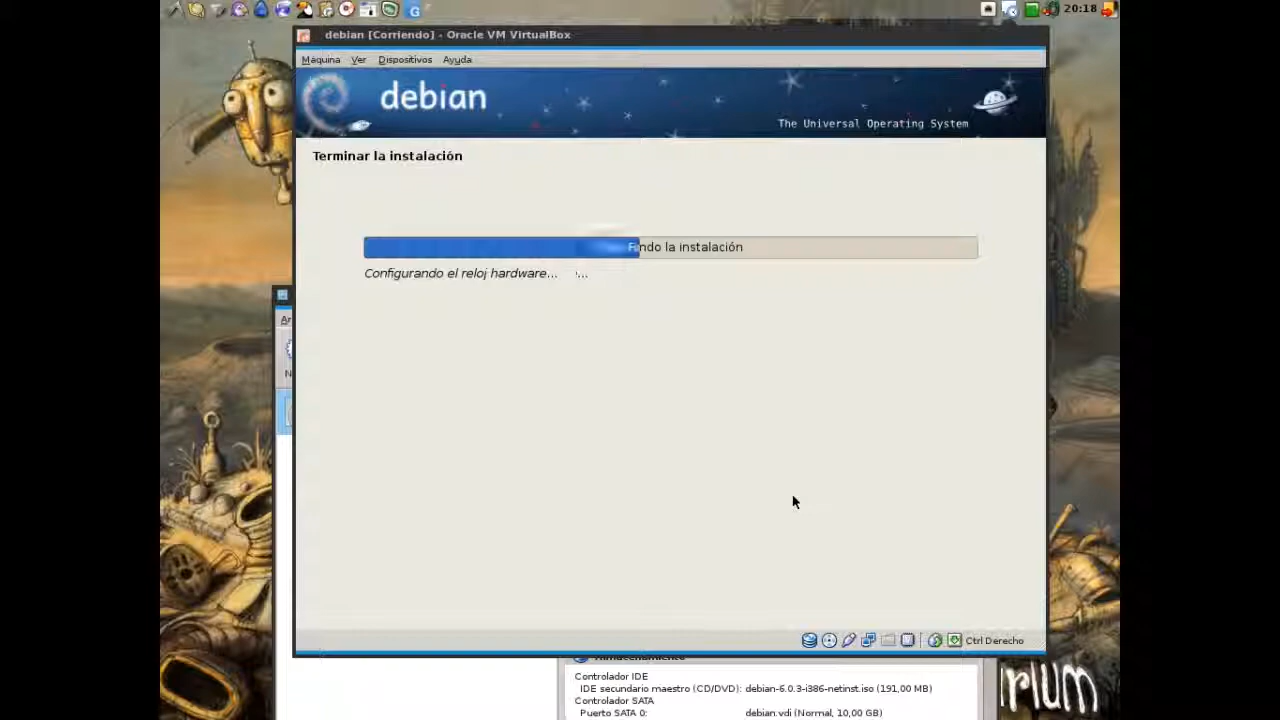 20:18
debian [Corriendo] - Oracle VM VirtualBox
Máquina Ver Dispositivos Ayuda
debian
The Universal Operating System
Terminar la instalación
ndo la instalación
Configurando el reloj hardware...
Ctrl Derecho
Controlador IDE
IDE secundario maestro (CD/DVD): debian-6.0.3-i386-netinst.iso (191,00 MB)
Controlador SATA
Puerto SATA 0: debian.vdi (Normal, 10,00 GB)